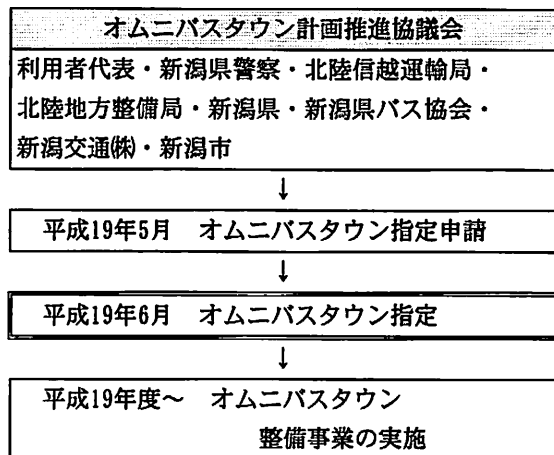 オムニバスタウン計画推進協議会
利用者代表・新潟県警察・北陸信越運輸局・
北陸地方整備局・新潟県・新潟県バス協会・
新潟交通㈱・新潟市
↓
平成19年5月　オムニバスタウン指定申請
↓
平成19年6月　オムニバスタウン指定
↓
平成19年度～　オムニバスタウン
整備事業の実施